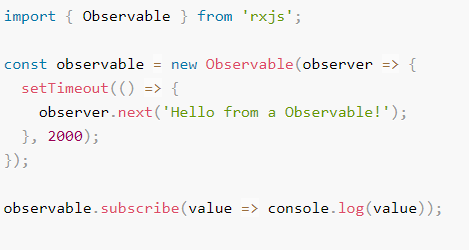 import { Observable } from 'rxjs';
const observable = new Observable(observer => {
  setTimeout(() => {
    observer.next('Hello from a Observable!');
  }, 2000);
});
observable.subscribe(value => console.log(value));